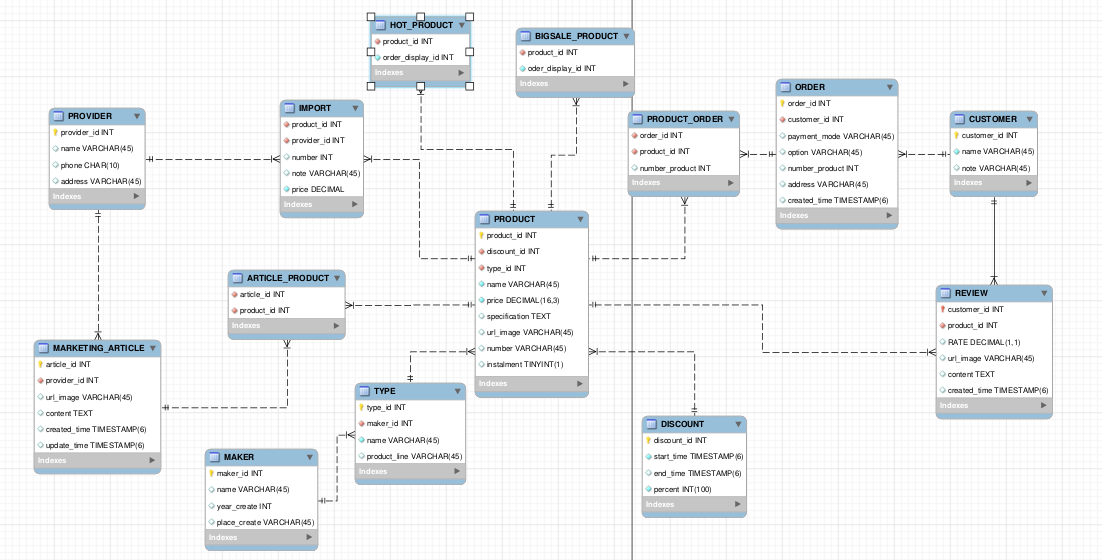 HOT_PRODUCT
product_id INT
order_display_id INT
Indexes
BIGSALE_PRODUCT
product_id INT
oder_display_id INT
Indexes
PROVIDER
provider_id INT
name VARCHAR(45)
phone CHAR(10)
address VARCHAR(45)
Indexes
IMPORT
product_id INT
provider_id INT
number INT
note VARCHAR(45)
price DECIMAL
Indexes
PRODUCT_ORDER
order_id INT
product_id INT
number_product INT
Indexes
ORDER
order_id INT
customer_id INT
payment_mode VARCHAR(45)
option VARCHAR(45)
number_product INT
address VARCHAR(45)
created_time TIMESTAMP(6)
Indexes
CUSTOMER
customer_id INT
name VARCHAR(45)
note VARCHAR(45)
Indexes
PRODUCT
product_id INT
discount_id INT
type_id INT
name VARCHAR(45)
price DECIMAL(16,3)
specification TEXT
url_image VARCHAR(45)
number VARCHAR(45)
instalment TINYINT(1)
Indexes
ARTICLE_PRODUCT
article_id INT
product_id INT
Indexes
REVIEW
customer_id INT
product_id INT
RATE DECIMAL(1,1)
url_image VARCHAR(45)
content TEXT
created_time TIMESTAMP(6)
Indexes
MARKETING_ARTICLE
article_id INT
provider_id INT
url_image VARCHAR(45)
content TEXT
created_time TIMESTAMP(6)
update_time TIMESTAMP(6)
Indexes
TYPE
type_id INT
maker_id INT
name VARCHAR(45)
product_line VARCHAR(45)
Indexes
DISCOUNT
discount_id INT
start_time TIMESTAMP(6)
end_time TIMESTAMP(6)
percent INT(100)
Indexes
MAKER
maker_id INT
name VARCHAR(45)
year_create INT
place_create VARCHAR(45)
Indexes